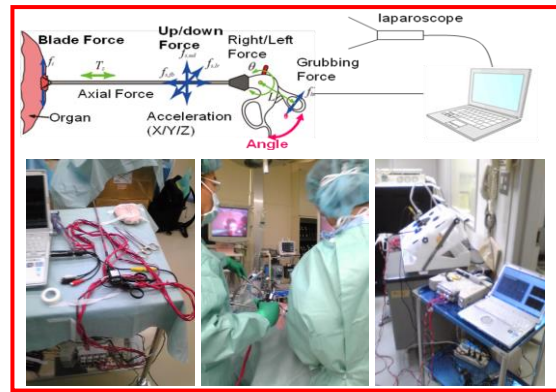 laparoscope
Up/down
Force
Right/Left
Force
Blade Force
Grubbing
Force
Axial Force
Organ
Acceleration
(X/Y/Z)
Angle